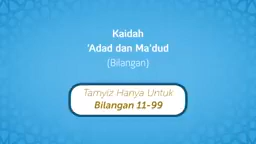 Kaidah
'Adad dan Ma'dud
(Bilangan)
Tamyiz Hanya Untuk
Bilangan 11-99